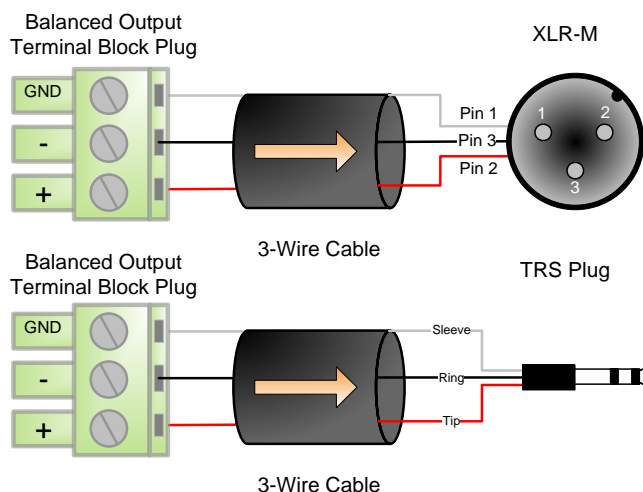 Balanced Output
Terminal Block Plug
XLR-M
GND
-
+
Pin 1
Pin 3
Pin 2
1
2
3
3-Wire Cable
Balanced Output
Terminal Block Plug
TRS Plug
GND
-
+
Sleeve
Ring
Tip
3-Wire Cable